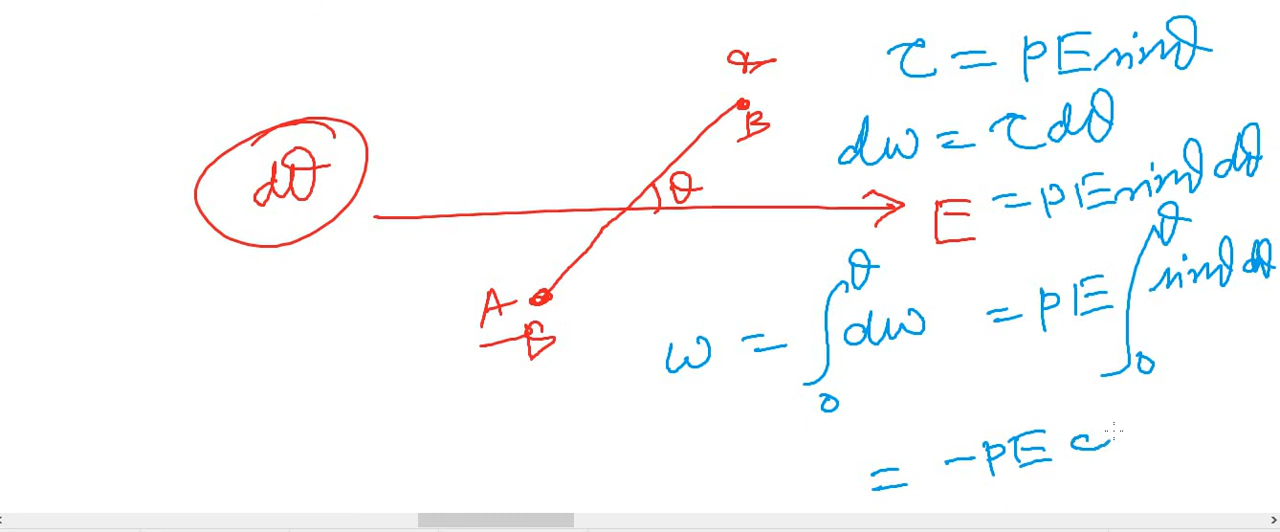 τ = pE sinθ
dw = τ dθ
= pE sinθ dθ
w = ∫₀^θ dw = pE ∫₀^θ sinθ dθ
= -pE c
dθ
B
θ
E
A